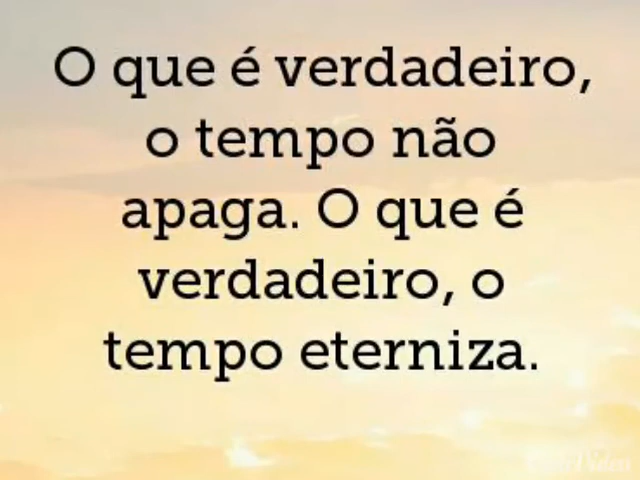 O que é verdadeiro,
o tempo não
apaga. O que é
verdadeiro, o
tempo eterniza.